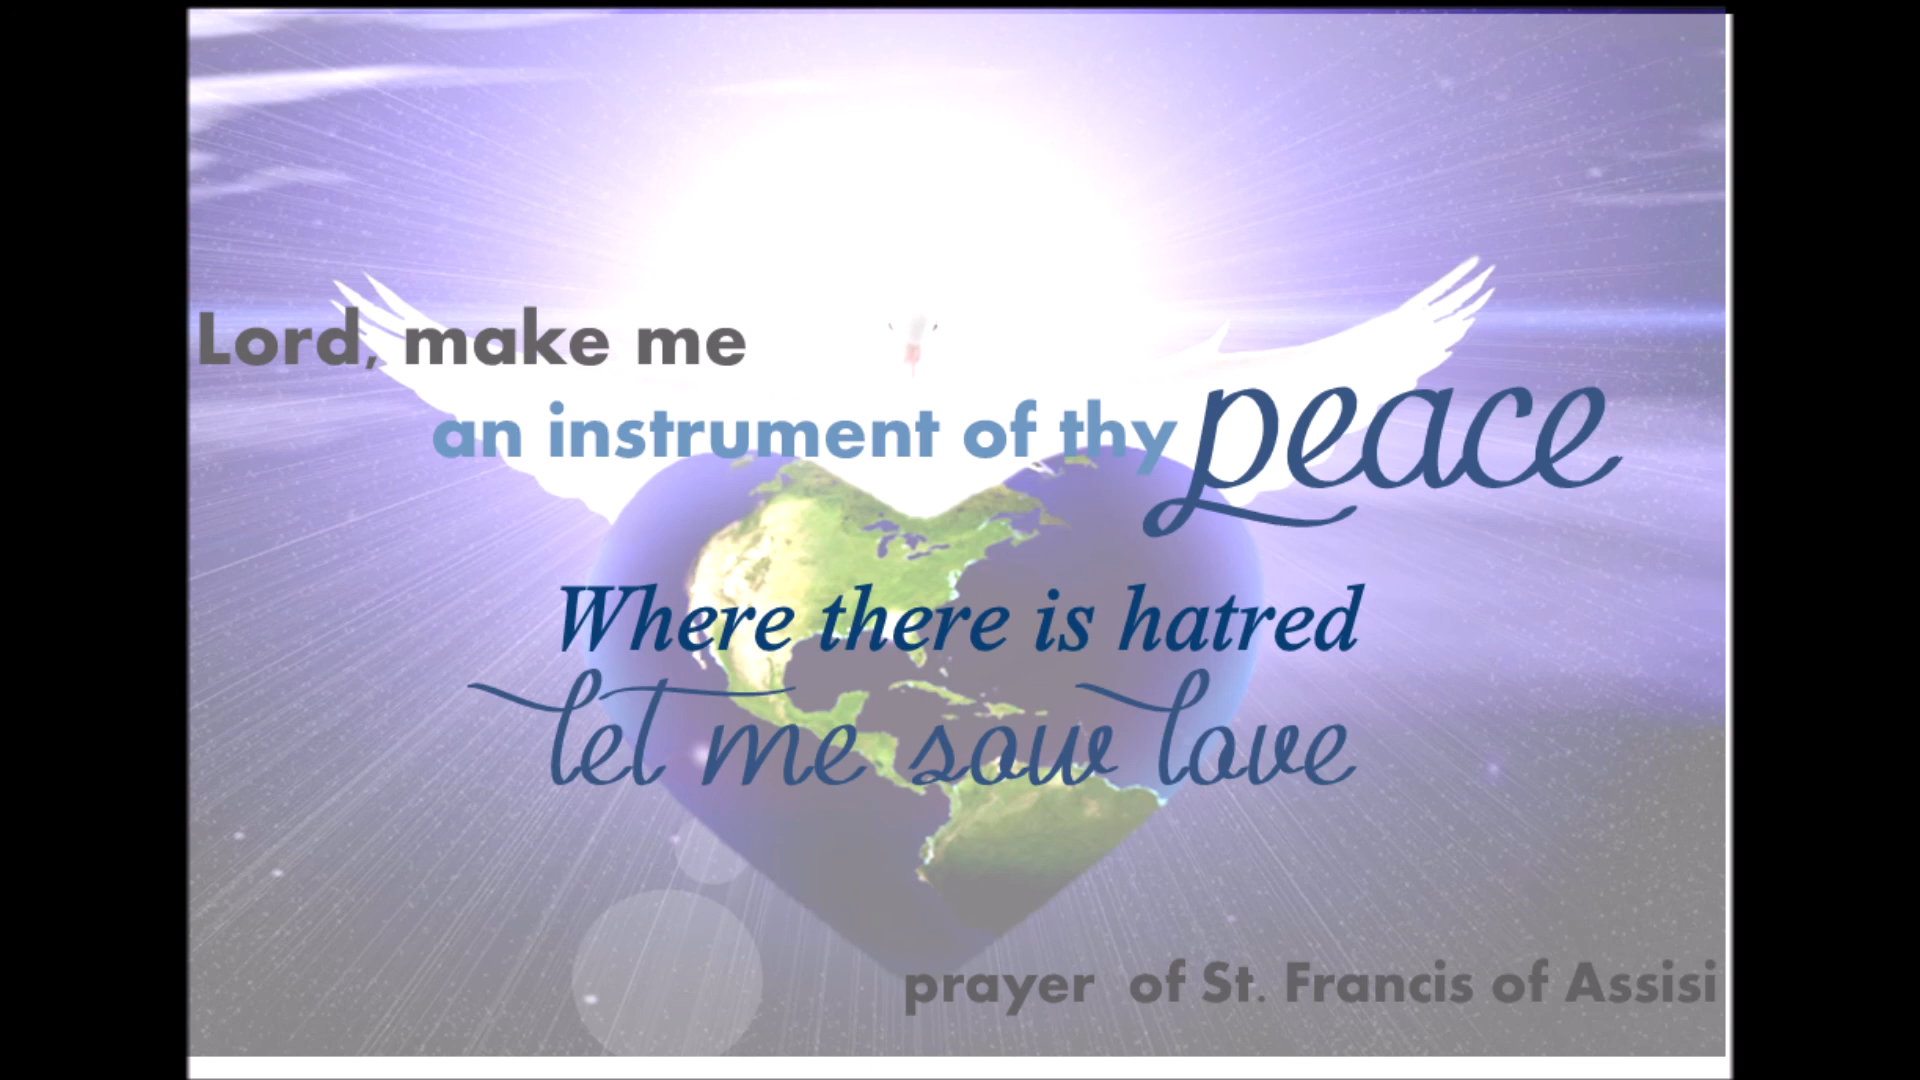 Lord, make me
an instrument of thy peace
Where there is hatred
let me sow love
prayer of St. Francis of Assisi